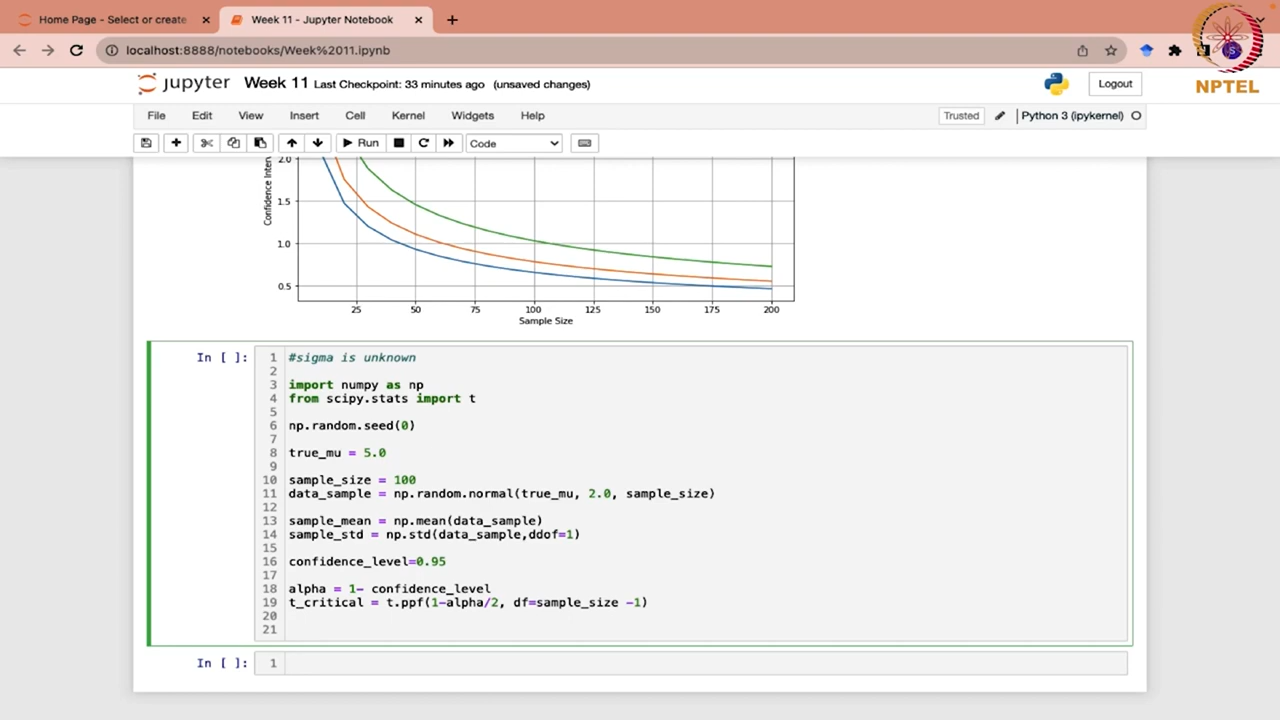 Home Page - Select or create
Week 11 - Jupyter Notebook
localhost:8888/notebooks/Week%2011.ipynb
NPTEL
jupyter Week 11 Last Checkpoint: 33 minutes ago (unsaved changes)
Logout
File Edit View Insert Cell Kernel Widgets Help
Trusted
Python 3 (ipykernel)
Run
Code
Confidence Inter
2.0
1.5
1.0
0.5
25 50 75 100 125 150 175 200
Sample Size
In [ ]:
1 #sigma is unknown
2
3 import numpy as np
4 from scipy.stats import t
5
6 np.random.seed(0)
7
8 true_mu = 5.0
9
10 sample_size = 100
11 data_sample = np.random.normal(true_mu, 2.0, sample_size)
12
13 sample_mean = np.mean(data_sample)
14 sample_std = np.std(data_sample,ddof=1)
15
16 confidence_level=0.95
17
18 alpha = 1- confidence_level
19 t_critical = t.ppf(1-alpha/2, df=sample_size -1)
20
21
In [ ]: 1